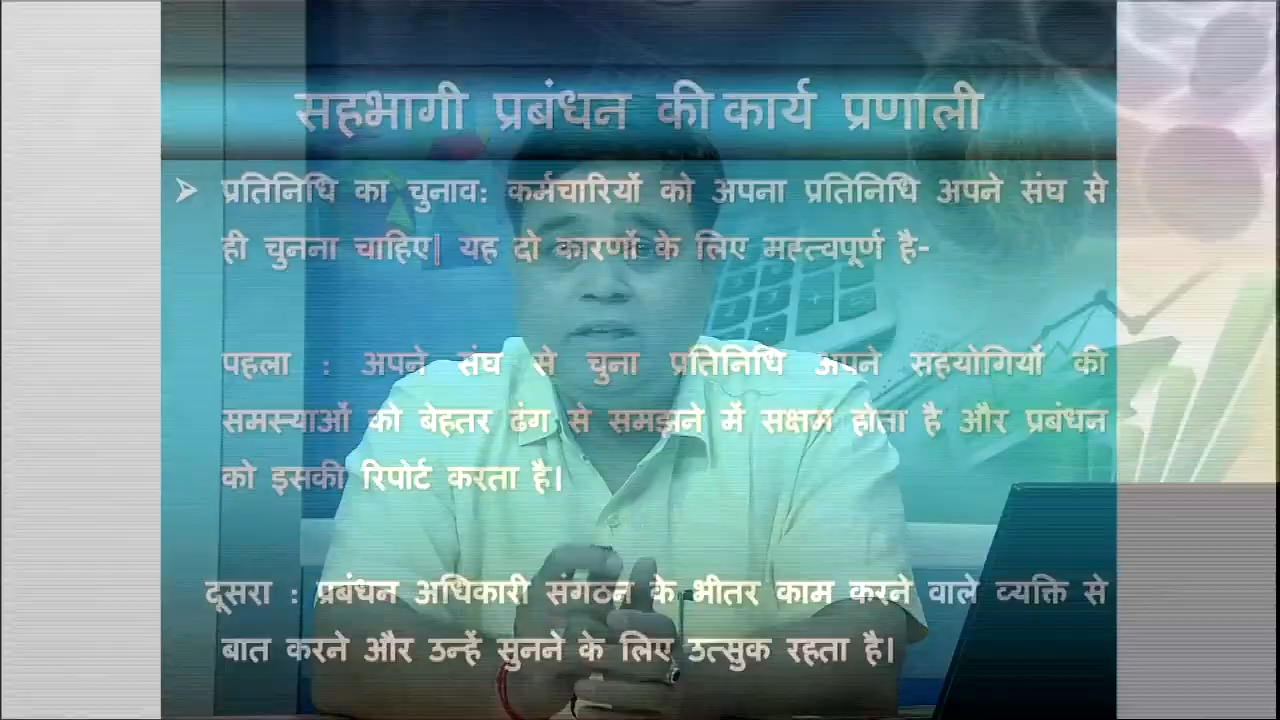 सहभागी प्रबंधन की कार्य प्रणाली
➢ प्रतिनिधि का चुनाव: कर्मचारियों को अपना प्रतिनिधि अपने संघ से
ही चुनना चाहिए| यह दो कारणों के लिए महत्वपूर्ण है-
पहला : अपने संघ से चुना प्रतिनिधि अपने सहयोगियों की
समस्याओं को बेहतर ढंग से समझने में सक्षम होता है और प्रबंधन
को इसकी रिपोर्ट करता है।
दूसरा : प्रबंधन अधिकारी संगठन के भीतर काम करने वाले व्यक्ति से
बात करने और उन्हें सुनने के लिए उत्सुक रहता है।